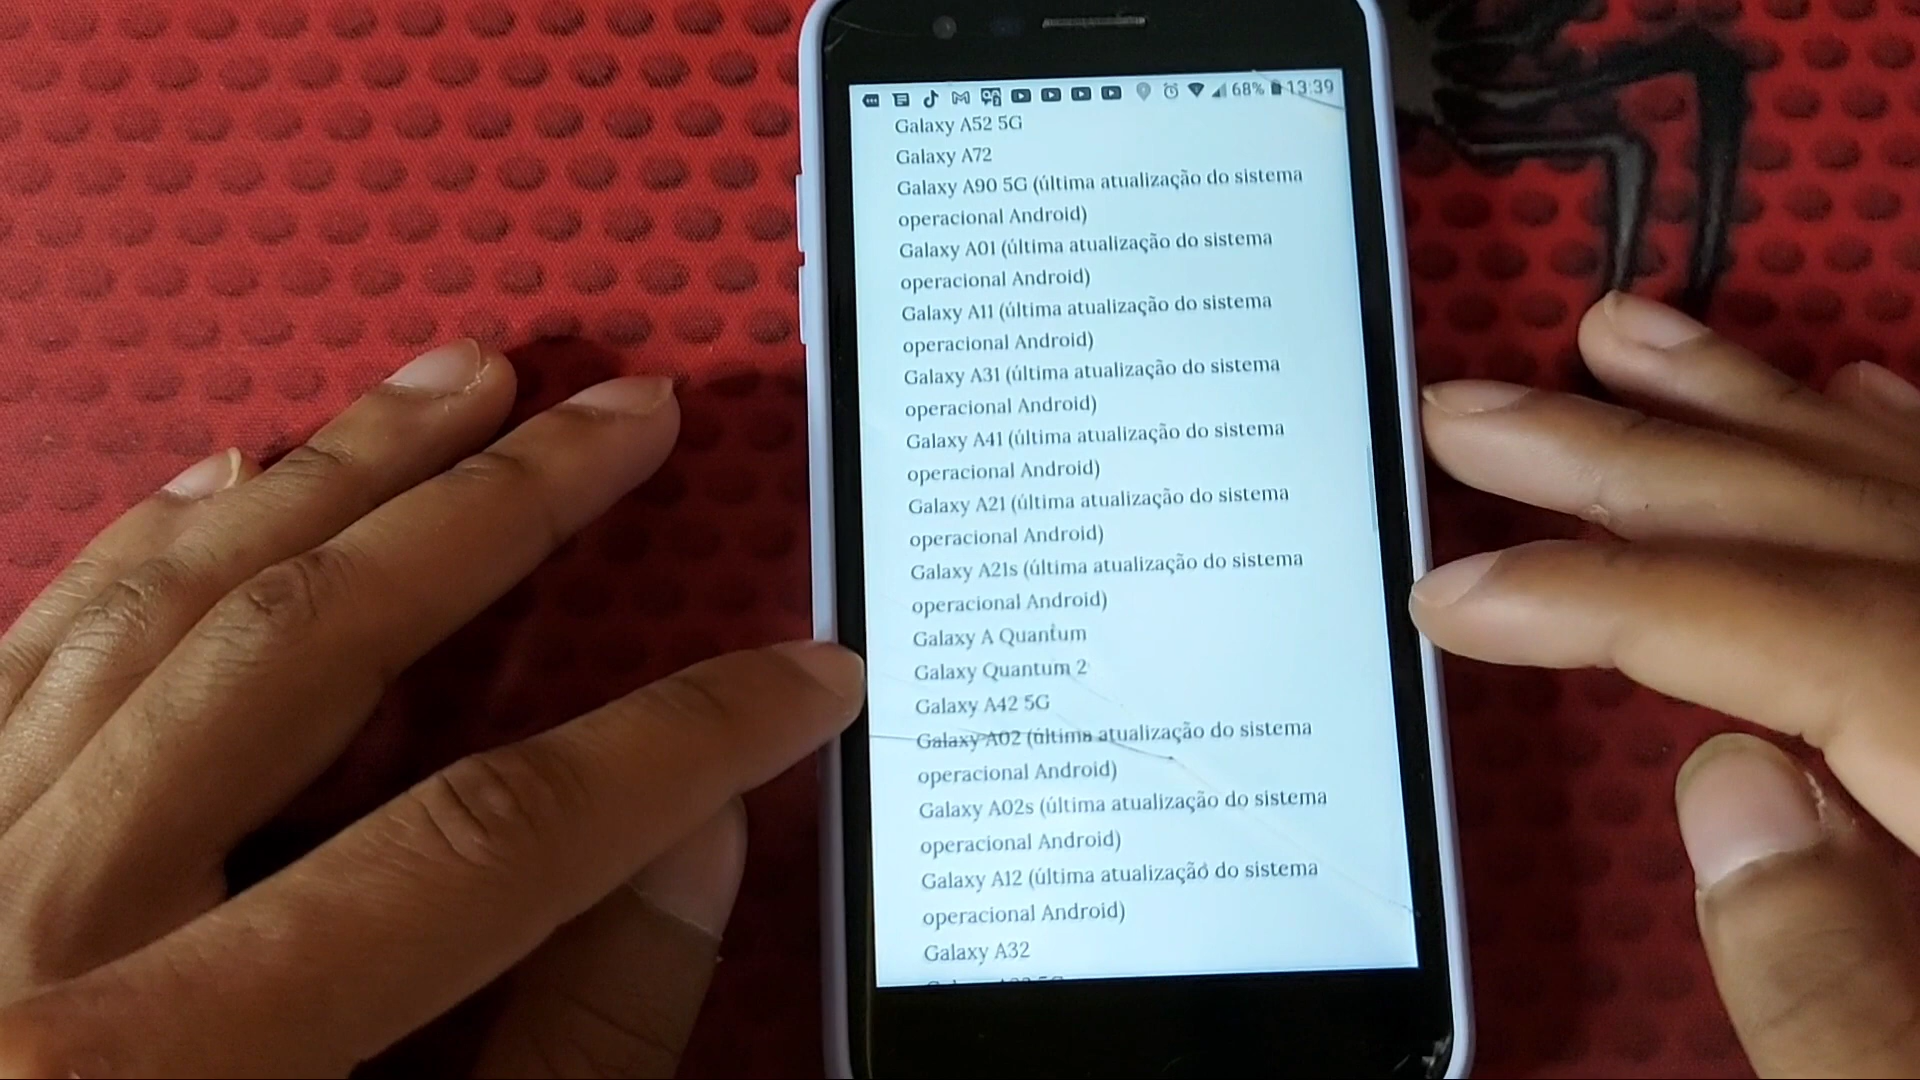 68% 13:39
Galaxy A52 5G
Galaxy A72
Galaxy A90 5G (última atualização do sistema
operacional Android)
Galaxy A01 (última atualização do sistema
operacional Android)
Galaxy A11 (última atualização do sistema
operacional Android)
Galaxy A31 (última atualização do sistema
operacional Android)
Galaxy A41 (última atualização do sistema
operacional Android)
Galaxy A21 (última atualização do sistema
operacional Android)
Galaxy A21s (última atualização do sistema
operacional Android)
Galaxy A Quantum
Galaxy Quantum 2
Galaxy A42 5G
Galaxy A02 (última atualização do sistema
operacional Android)
Galaxy A02s (última atualização do sistema
operacional Android)
Galaxy A12 (última atualização do sistema
operacional Android)
Galaxy A32